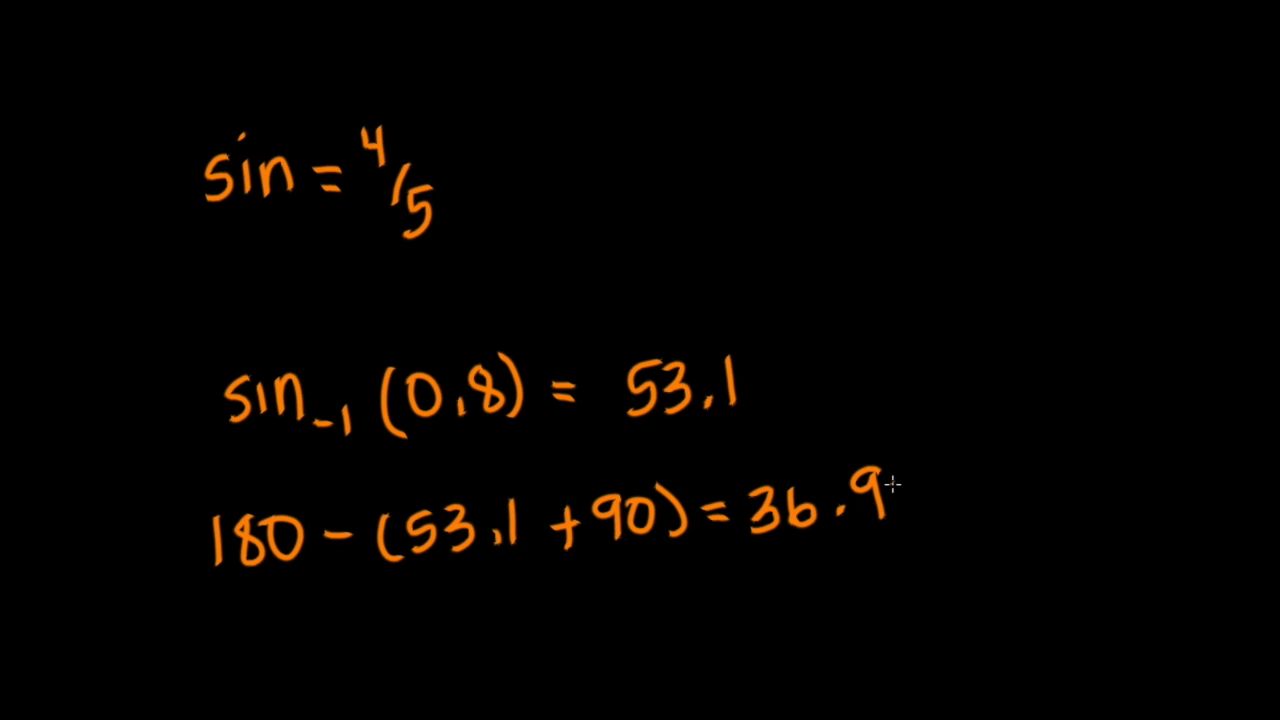 sin = 4/5
sin-1 (0.8) = 53.1
180 - (53.1 + 90) = 36.9